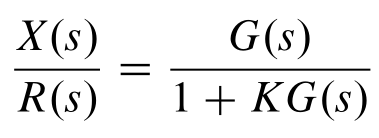 X(s)/R(s) = G(s)/(1 + KG(s))